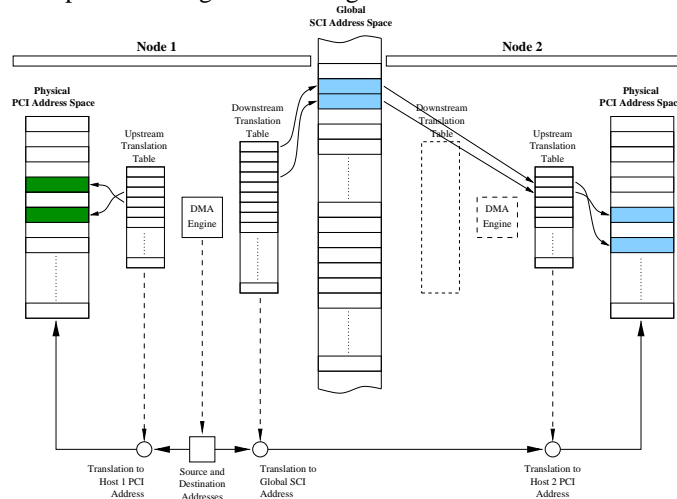 Global
SCI Address Space
Node 1
Node 2
Physical
PCI Address Space
Upstream
Translation
Table
Downstream
Translation
Table
Downstream
Translation
Table
Upstream
Translation
Table
Physical
PCI Address Space
DMA
Engine
DMA
Engine
Translation to
Host 1 PCI
Address
Source and
Destination
Addresses
Translation to
Global SCI
Address
Translation to
Host 2 PCI
Address